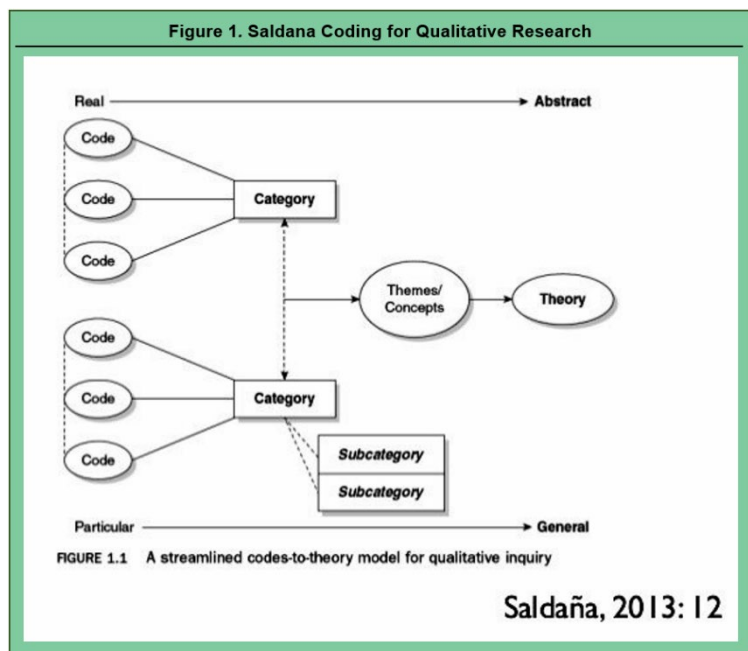 Figure 1. Saldana Coding for Qualitative Research
Real
Abstract
Code
Code
Category
Code
Themes/
Concepts
Theory
Code
Code
Category
Code
Subcategory
Subcategory
Particular
General
FIGURE 1.1 A streamlined codes-to-theory model for qualitative inquiry
Saldaña, 2013: 12